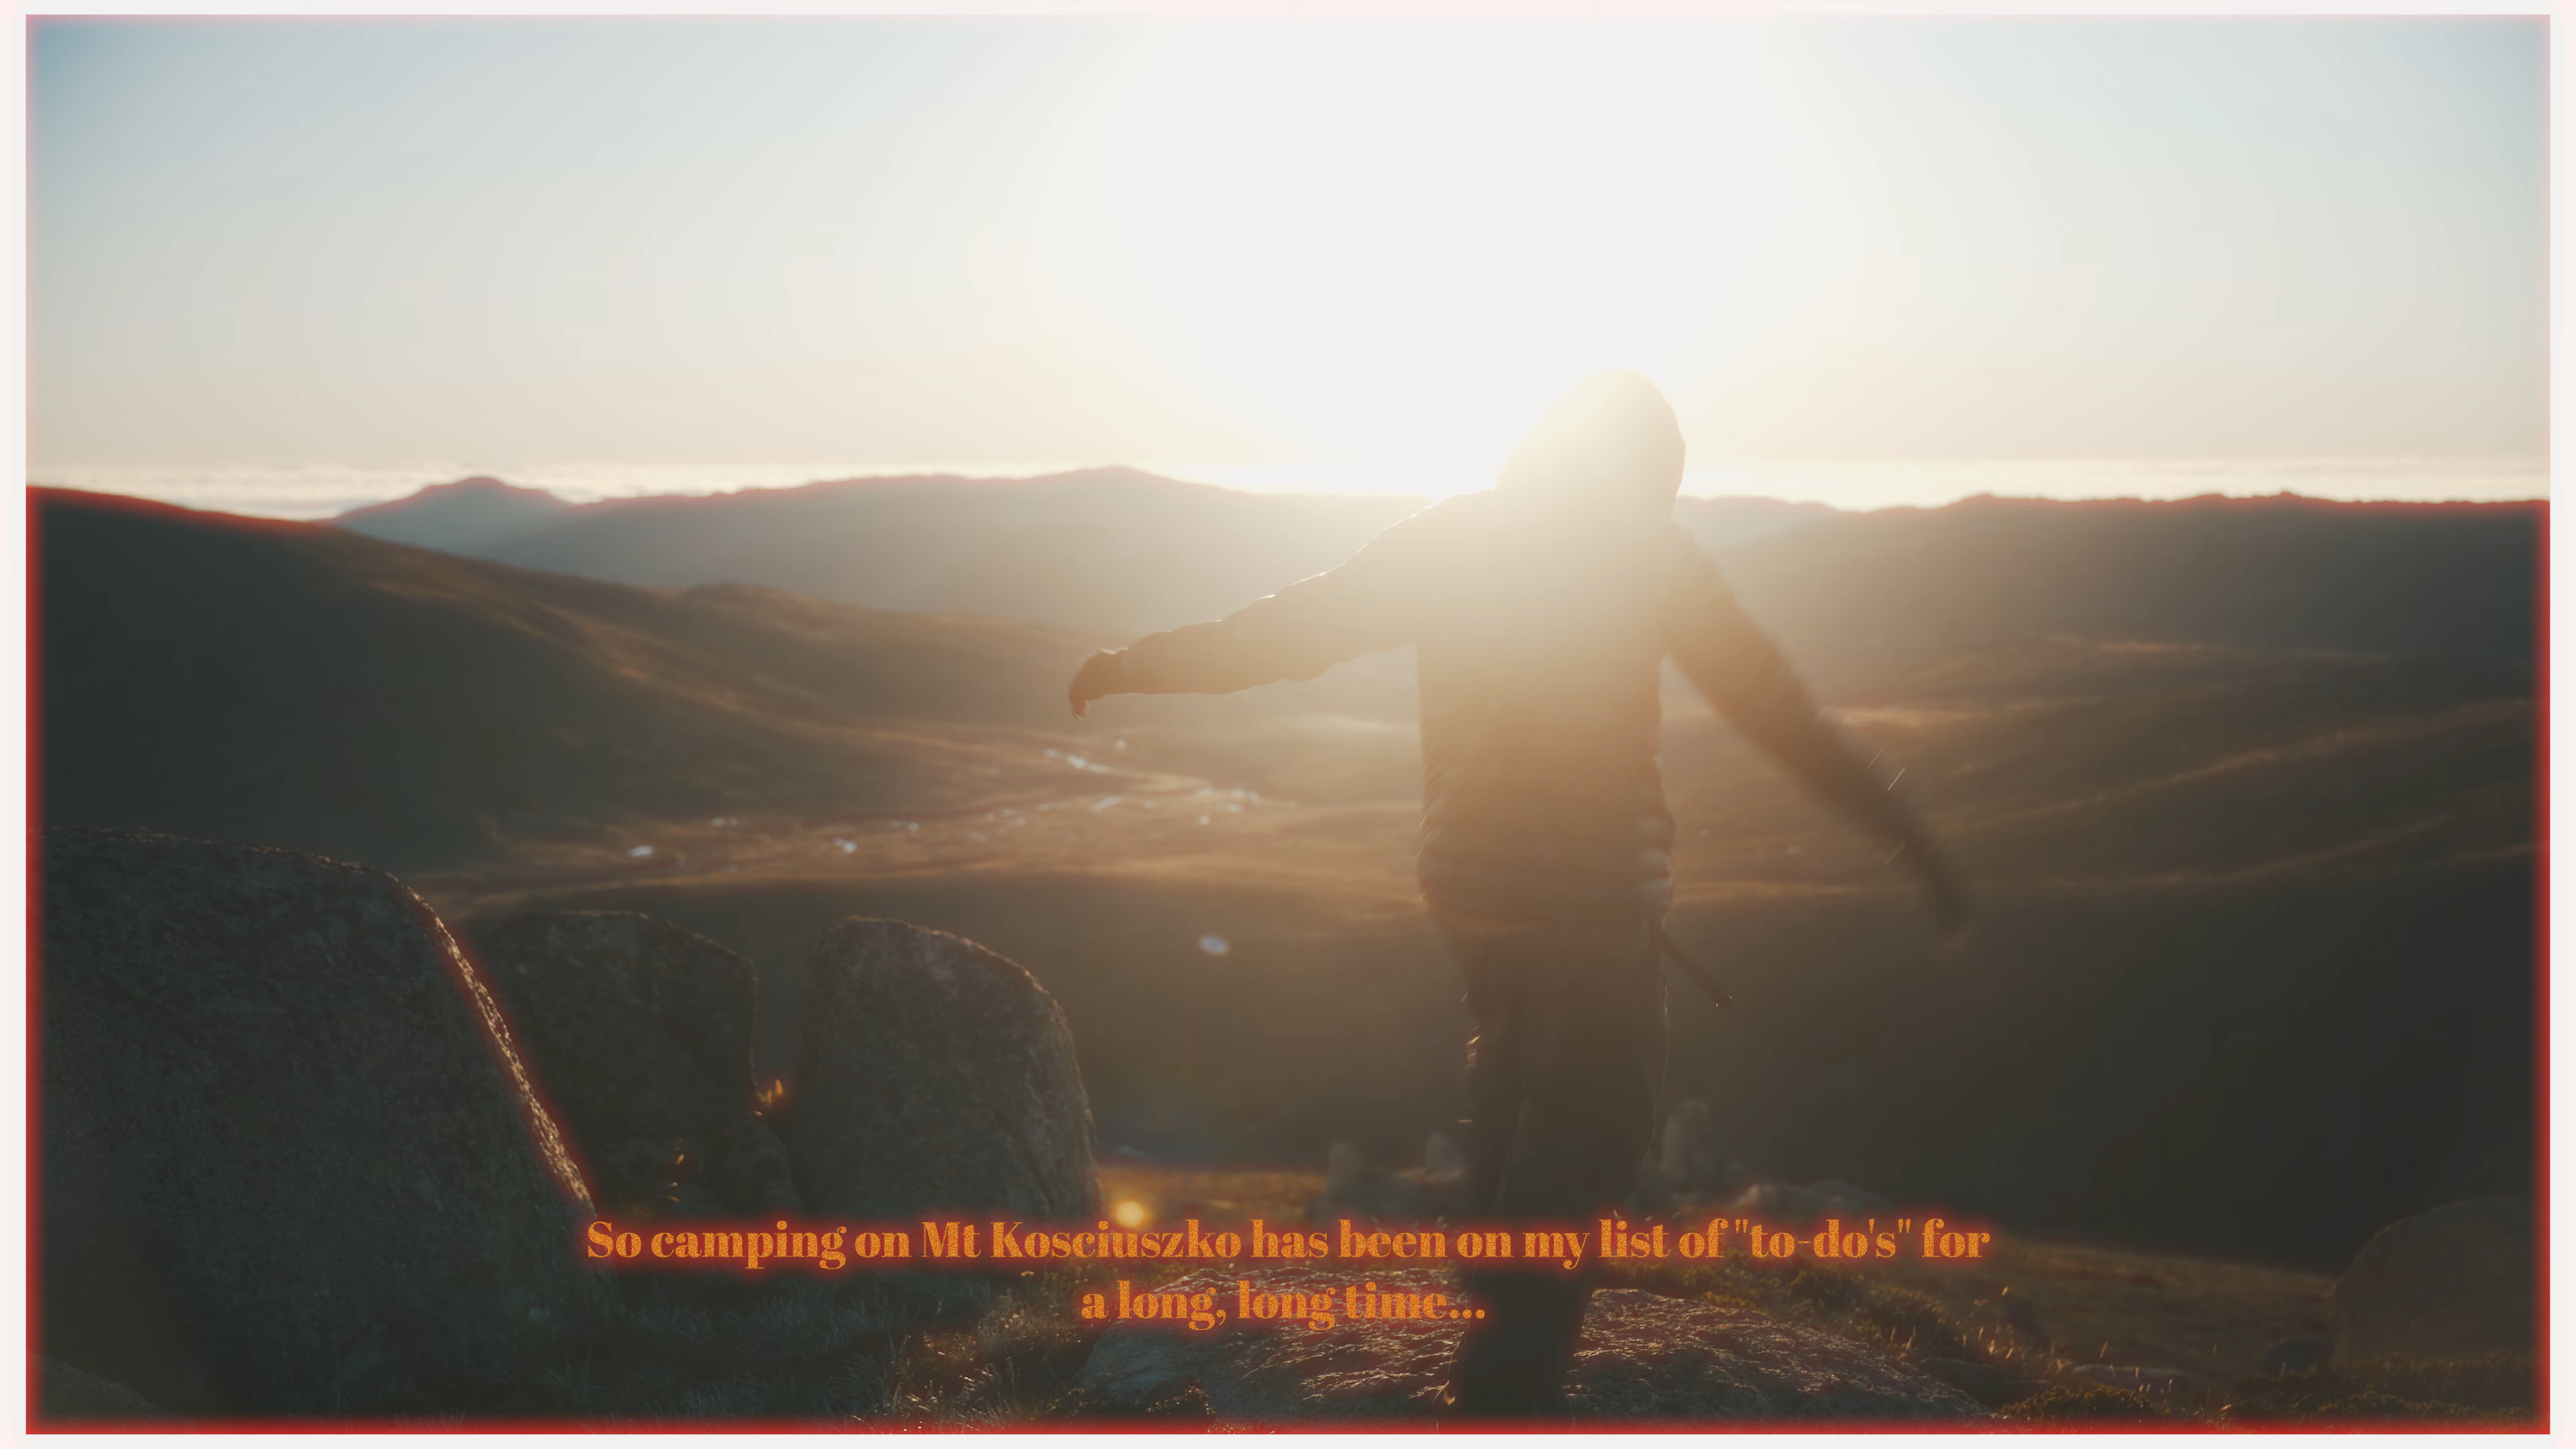 So camping on Mt Kosciuszko has been on my list of "to-do's" for
a long, long time...